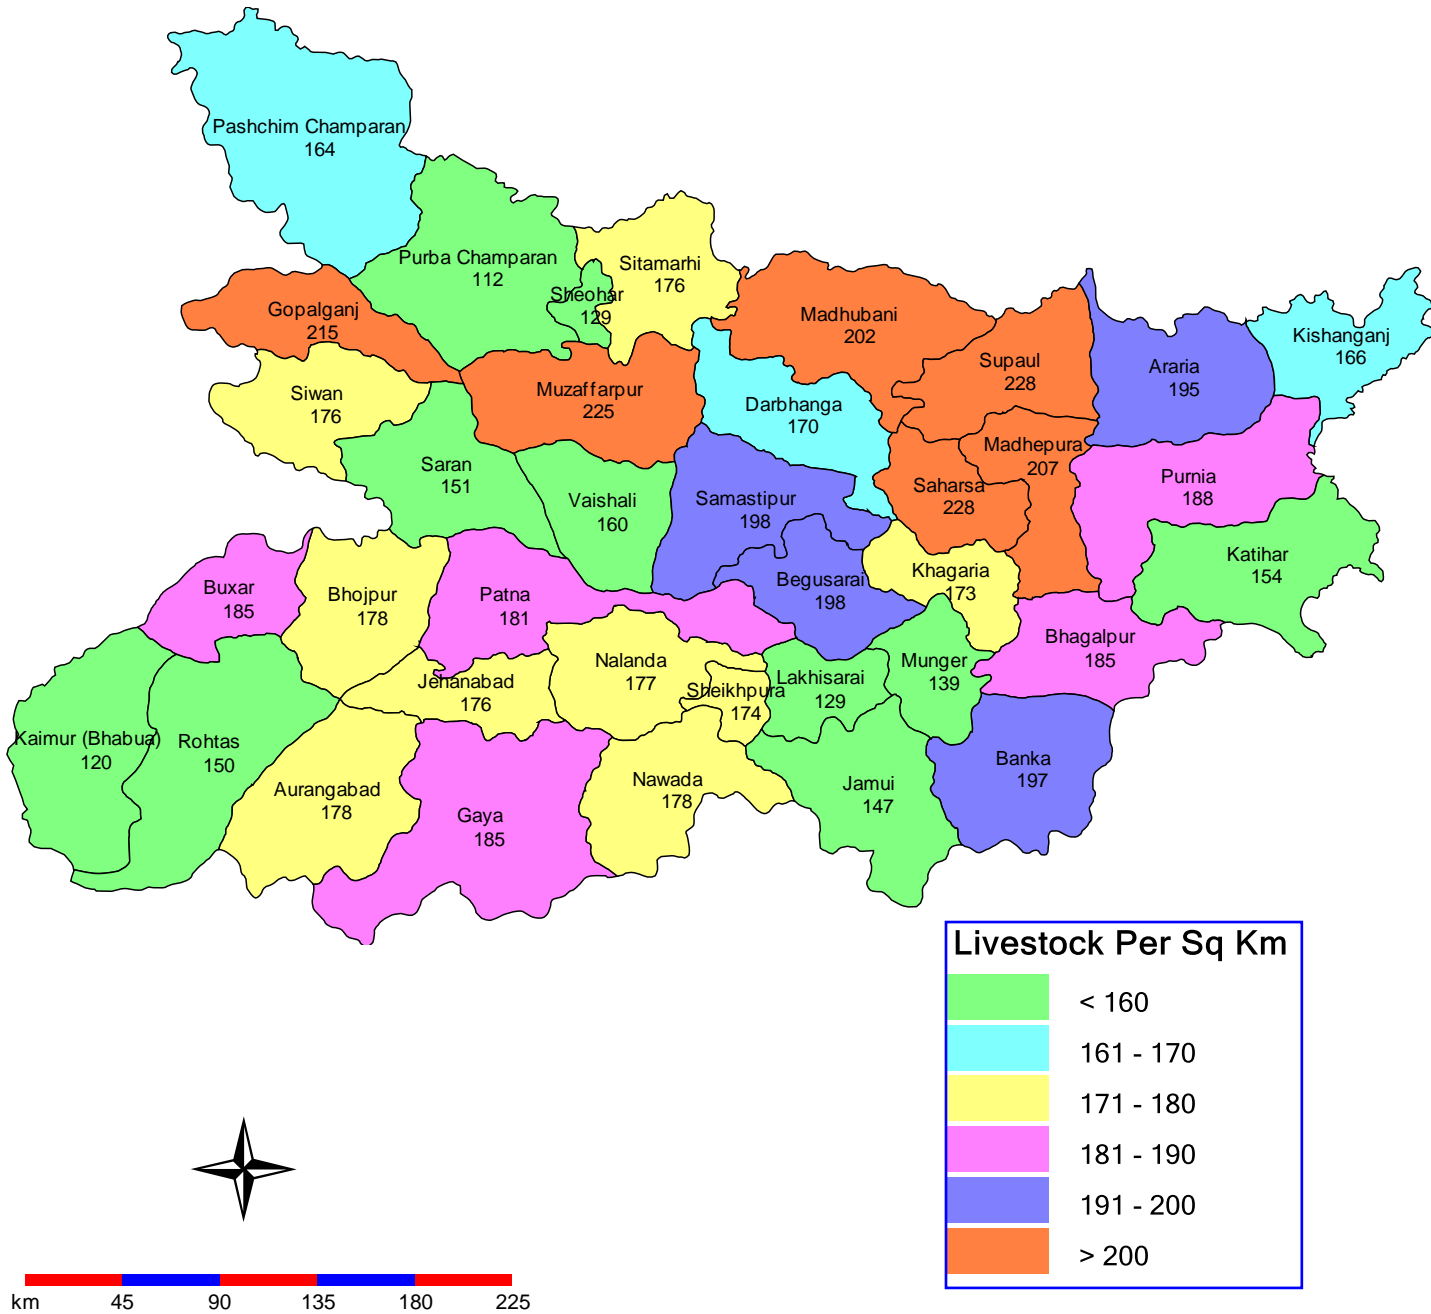 Pashchim Champaran
164
Purba Champaran
112
Sheohar
129
Sitamarhi
176
Gopalganj
215
Madhubani
202
Supaul
228
Araria
195
Kishanganj
166
Siwan
176
Muzaffarpur
225
Darbhanga
170
Madhepura
207
Saran
151
Vaishali
160
Samastipur
198
Saharsa
228
Purnia
188
Katihar
154
Buxar
185
Bhojpur
178
Patna
181
Begusarai
198
Khagaria
173
Bhagalpur
185
Jehanabad
176
Nalanda
177
Sheikhpura
174
Lakhisarai
129
Munger
139
Kaimur (Bhabua)
120
Rohtas
150
Aurangabad
178
Gaya
185
Nawada
178
Jamui
147
Banka
197
Livestock Per Sq Km
< 160
161 - 170
171 - 180
181 - 190
191 - 200
> 200
km 45 90 135 180 225